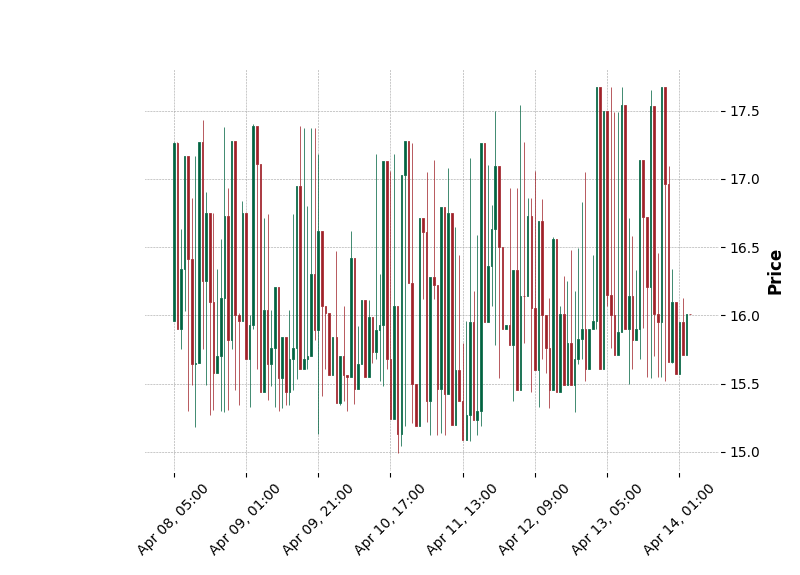 17.5
17.0
16.5
16.0
15.5
15.0
Price
Apr 08, 05:00
Apr 09, 01:00
Apr 09, 21:00
Apr 10, 17:00
Apr 11, 13:00
Apr 12, 09:00
Apr 13, 05:00
Apr 14, 01:00